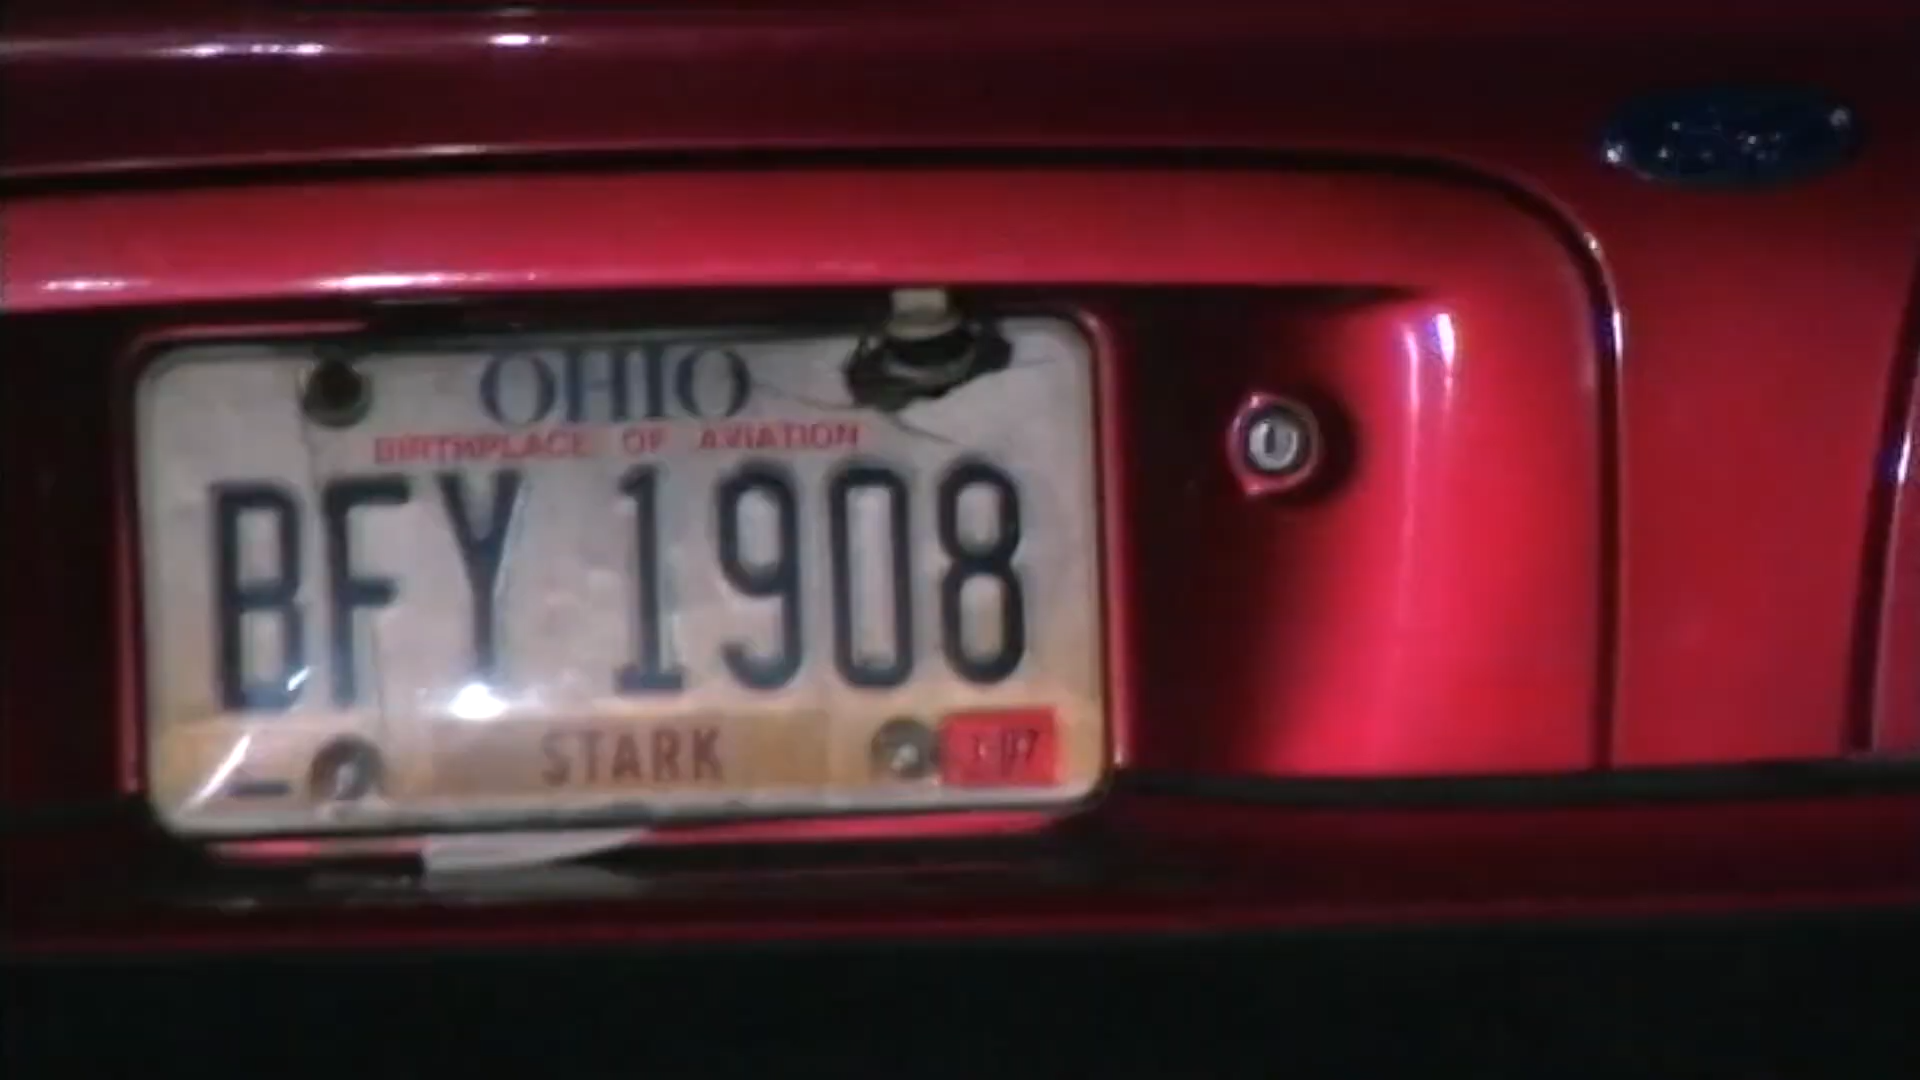 OHIO
BIRTHPLACE OF AVIATION
BFY 1908
STARK